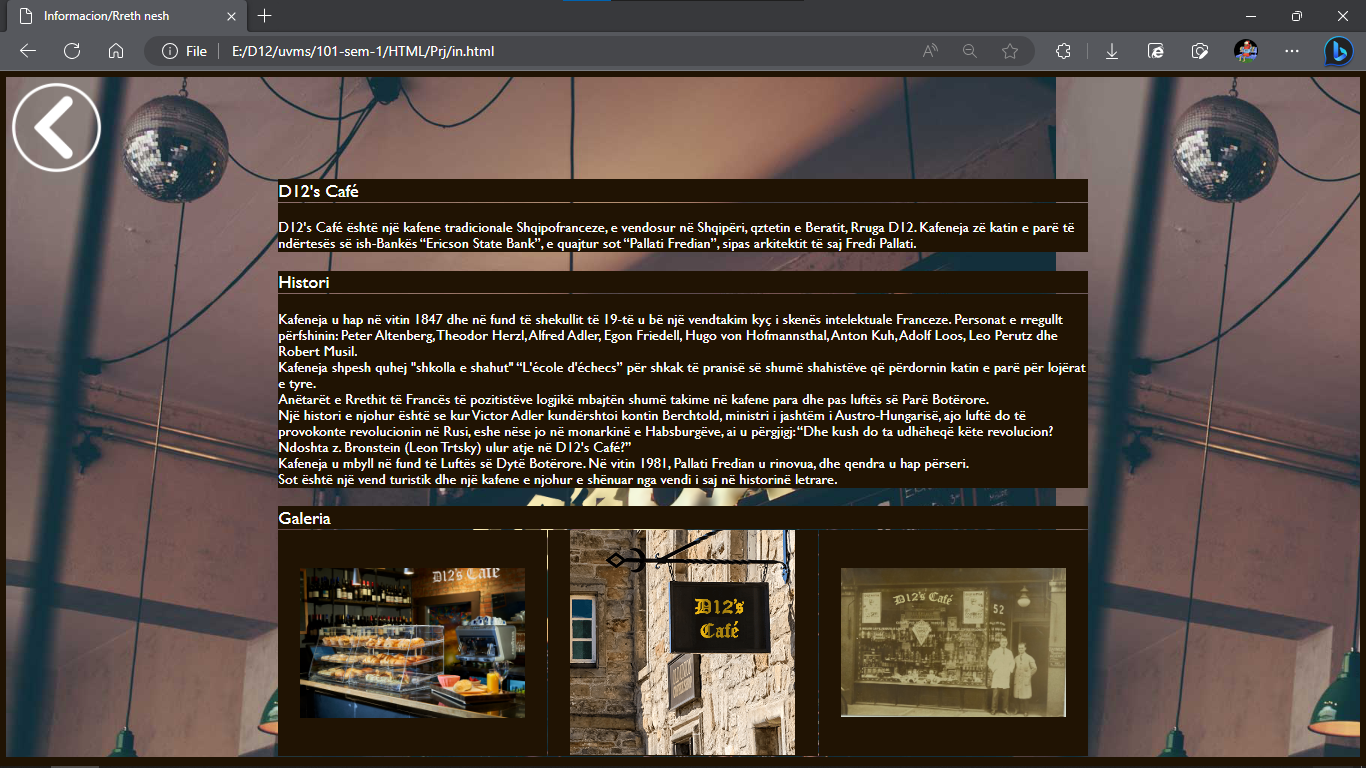 Informacion/Rreth nesh
File
E:/D12/uvms/101-sem-1/HTML/Prj/in.html
D12's Café
D12's Café është një kafene tradicionale Shqipofranceze, e vendosur në Shqipëri, qztetin e Beratit, Rruga D12. Kafeneja zë katin e parë të
ndërtesës së ish-Bankës “Ericson State Bank”, e quajtur sot “Pallati Fredian”, sipas arkitektit të saj Fredi Pallati.
Histori
Kafeneja u hap në vitin 1847 dhe në fund të shekullit të 19-të u bë një vendtakim kyç i skenës intelektuale Franceze. Personat e rregullt
përfshinin: Peter Altenberg, Theodor Herzl, Alfred Adler, Egon Friedell, Hugo von Hofmannsthal, Anton Kuh, Adolf Loos, Leo Perutz dhe
Robert Musil.
Kafeneja shpesh quhej "shkolla e shahut" “L'école d'échecs” për shkak të pranisë së shumë shahistëve që përdornin katin e parë për lojërat
e tyre.
Anëtarët e Rrethit të Francës të pozitistëve logjikë mbajtën shumë takime në kafene para dhe pas luftës së Parë Botërore.
Një histori e njohur është se kur Victor Adler kundërshtoi kontin Berchtold, ministri i jashtëm i Austro-Hungarisë, ajo luftë do të
provokonte revolucionin në Rusi, eshe nëse jo në monarkinë e Habsburgëve, ai u përgjigj: “Dhe kush do ta udhëheqë këte revolucion?
Ndoshta z. Bronstein (Leon Trtsky) ulur atje në D12's Café?”
Kafeneja u mbyll në fund të Luftës së Dytë Botërore. Në vitin 1981, Pallati Fredian u rinovua, dhe qendra u hap përseri.
Sot është një vend turistik dhe një kafene e njohur e shënuar nga vendi i saj në historinë letrare.
Galeria
D12's Café
D12's
Café
D12's Café
52